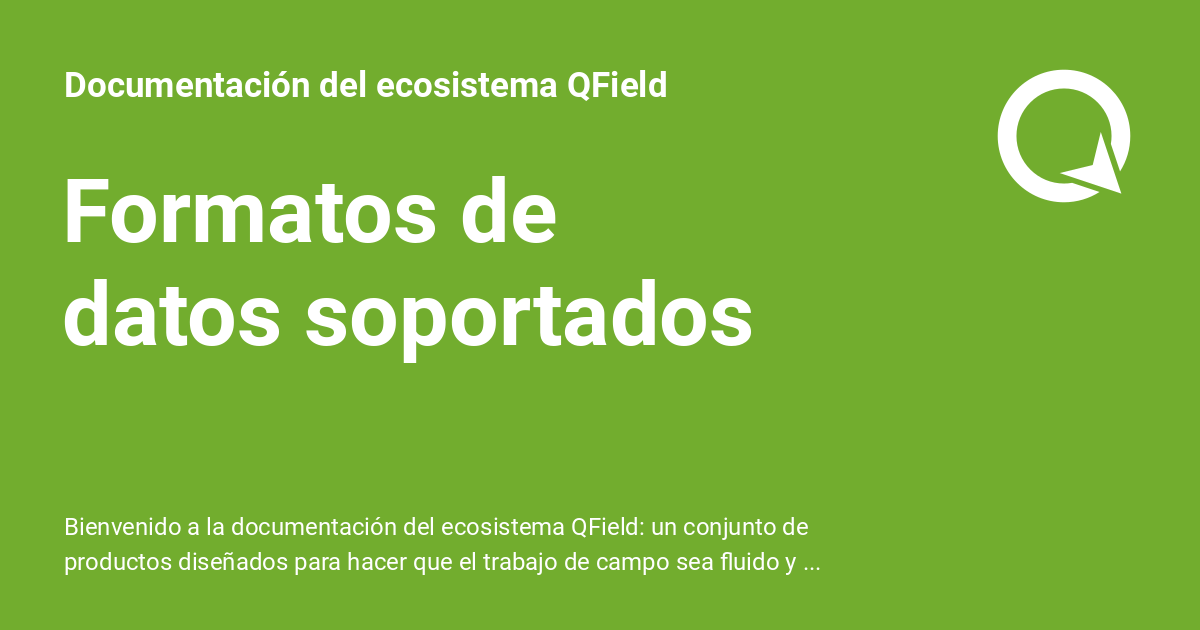 Documentación del ecosistema QField
Formatos de
datos soportados
Bienvenido a la documentación del ecosistema QField: un conjunto de
productos diseñados para hacer que el trabajo de campo sea fluido y ...